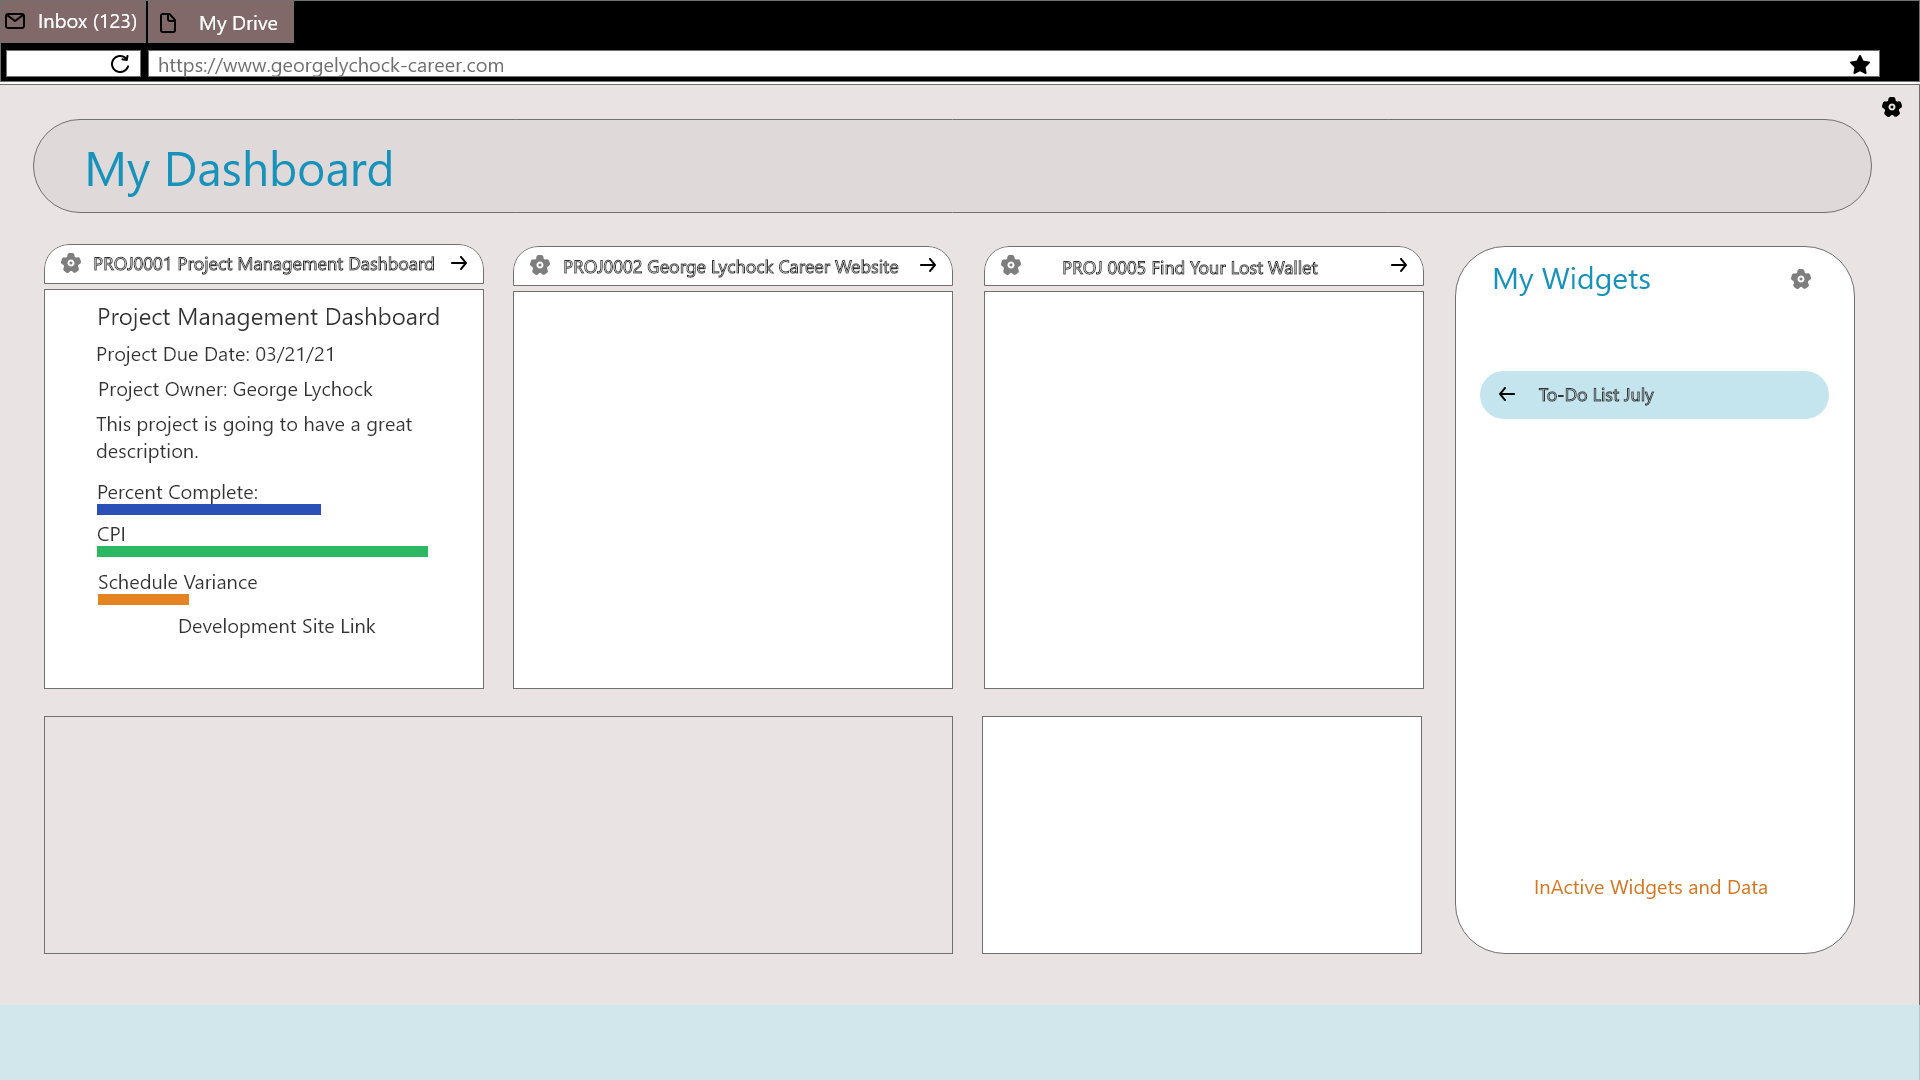 Inbox (123)
My Drive
https://www.georgelychock-career.com
My Dashboard
PROJ0001 Project Management Dashboard
PROJ0002 George Lychock Career Website
PROJ 0005 Find Your Lost Wallet
My Widgets
Project Management Dashboard
Project Due Date: 03/21/21
Project Owner: George Lychock
This project is going to have a great
description.
Percent Complete:
CPI
Schedule Variance
Development Site Link
To-Do List July
InActive Widgets and Data